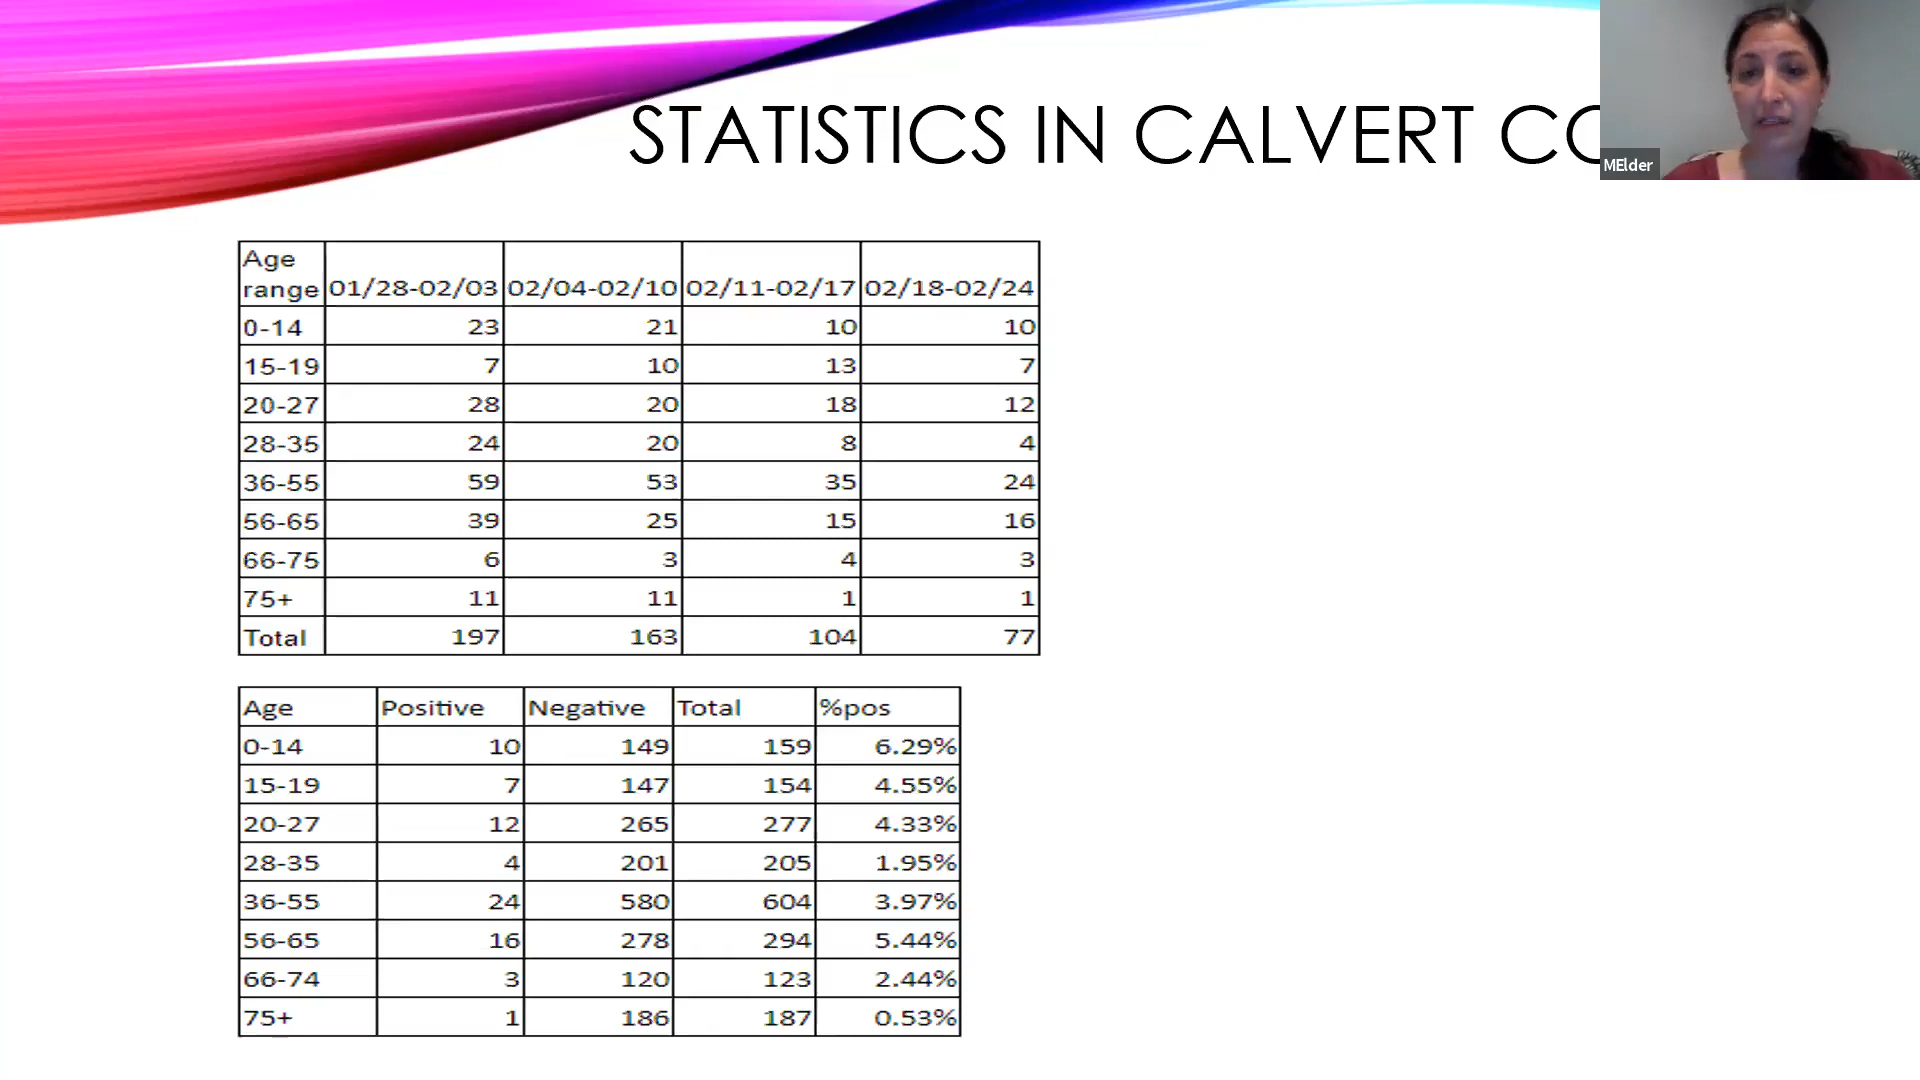 STATISTICS IN CALVERT CO
MElder
Age range 01/28-02/03 02/04-02/10 02/11-02/17 02/18-02/24
0-14 23 21 10 10
15-19 7 10 13 7
20-27 28 20 18 12
28-35 24 20 8 4
36-55 59 53 35 24
56-65 39 25 15 16
66-75 6 3 4 3
75+ 11 11 1 1
Total 197 163 104 77
Age Positive Negative Total %pos
0-14 10 149 159 6.29%
15-19 7 147 154 4.55%
20-27 12 265 277 4.33%
28-35 4 201 205 1.95%
36-55 24 580 604 3.97%
56-65 16 278 294 5.44%
66-74 3 120 123 2.44%
75+ 1 186 187 0.53%